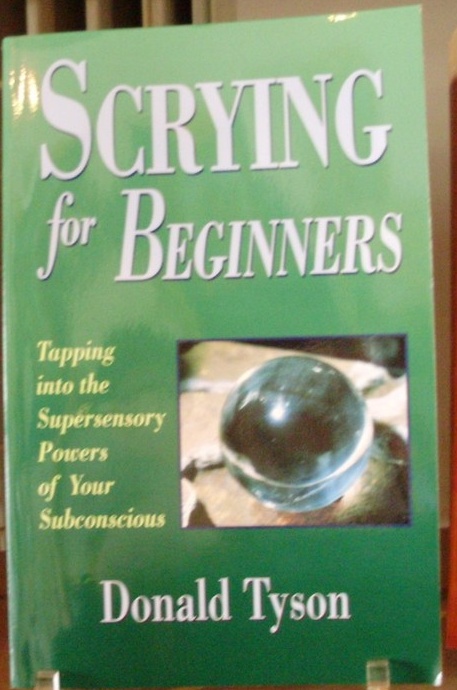 SCRYING
for BEGINNERS
Tapping
into the
Supersensory
Powers
of Your
Subconscious
Donald Tyson